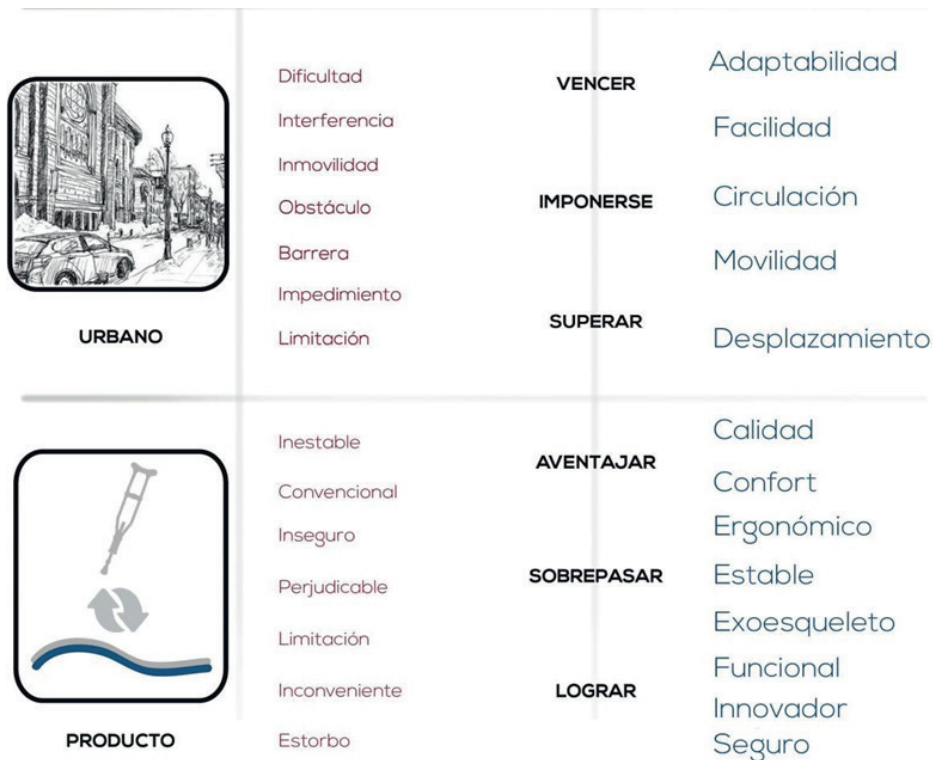 URBANO
Dificultad
Interferencia
Inmovilidad
Obstáculo
Barrera
Impedimiento
Limitación
VENCER
IMPONERSE
SUPERAR
Adaptabilidad
Facilidad
Circulación
Movilidad
Desplazamiento
PRODUCTO
Inestable
Convencional
Inseguro
Perjudicable
Limitación
Inconveniente
Estorbo
AVENTAJAR
SOBREPASAR
LOGRAR
Calidad
Confort
Ergonómico
Estable
Exoesqueleto
Funcional
Innovador
Seguro